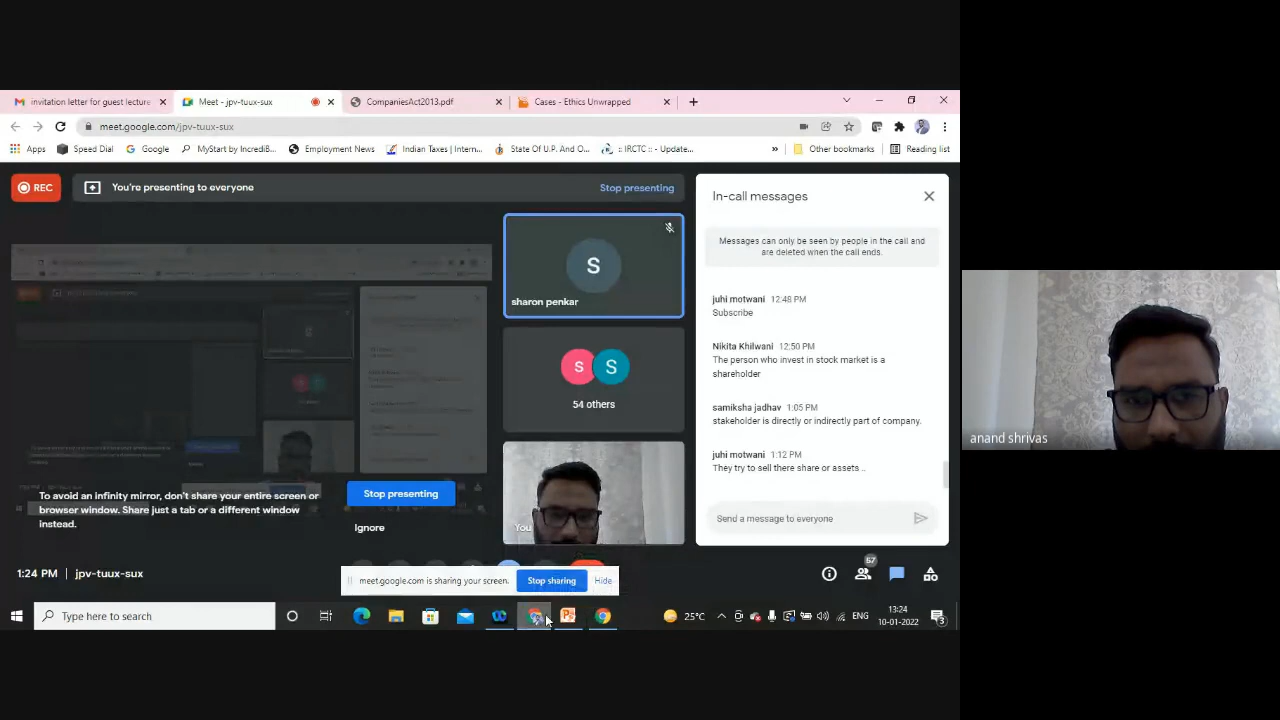 invitation letter for guest lecture
Meet - jpv-tuux-sux
CompaniesAct2013.pdf
Cases - Ethics Unwrapped
meet.google.com/jpv-tuux-sux
Apps
Speed Dial
Google
MyStart by IncrediB...
Employment News
Indian Taxes | Intern...
State Of U.P. And O...
:: IRCTC :: - Update...
»
Other bookmarks
Reading list
REC
You're presenting to everyone
Stop presenting
In-call messages
Messages can only be seen by people in the call and
are deleted when the call ends.
S
sharon penkar
juhi motwani 12:48 PM
Subscribe
Nikita Khilwani 12:50 PM
The person who invest in stock market is a
shareholder
s S
54 others
samiksha jadhav 1:05 PM
stakeholder is directly or indirectly part of company.
juhi motwani 1:12 PM
They try to sell there share or assets ..
anand shrivas
To avoid an infinity mirror, don't share your entire screen or
browser window. Share just a tab or a different window
instead.
Stop presenting
Ignore
You
Send a message to everyone
1:24 PM | jpv-tuux-sux
57
meet.google.com is sharing your screen.
Stop sharing
Hide
Type here to search
25°C
ENG
13:24
10-01-2022
3